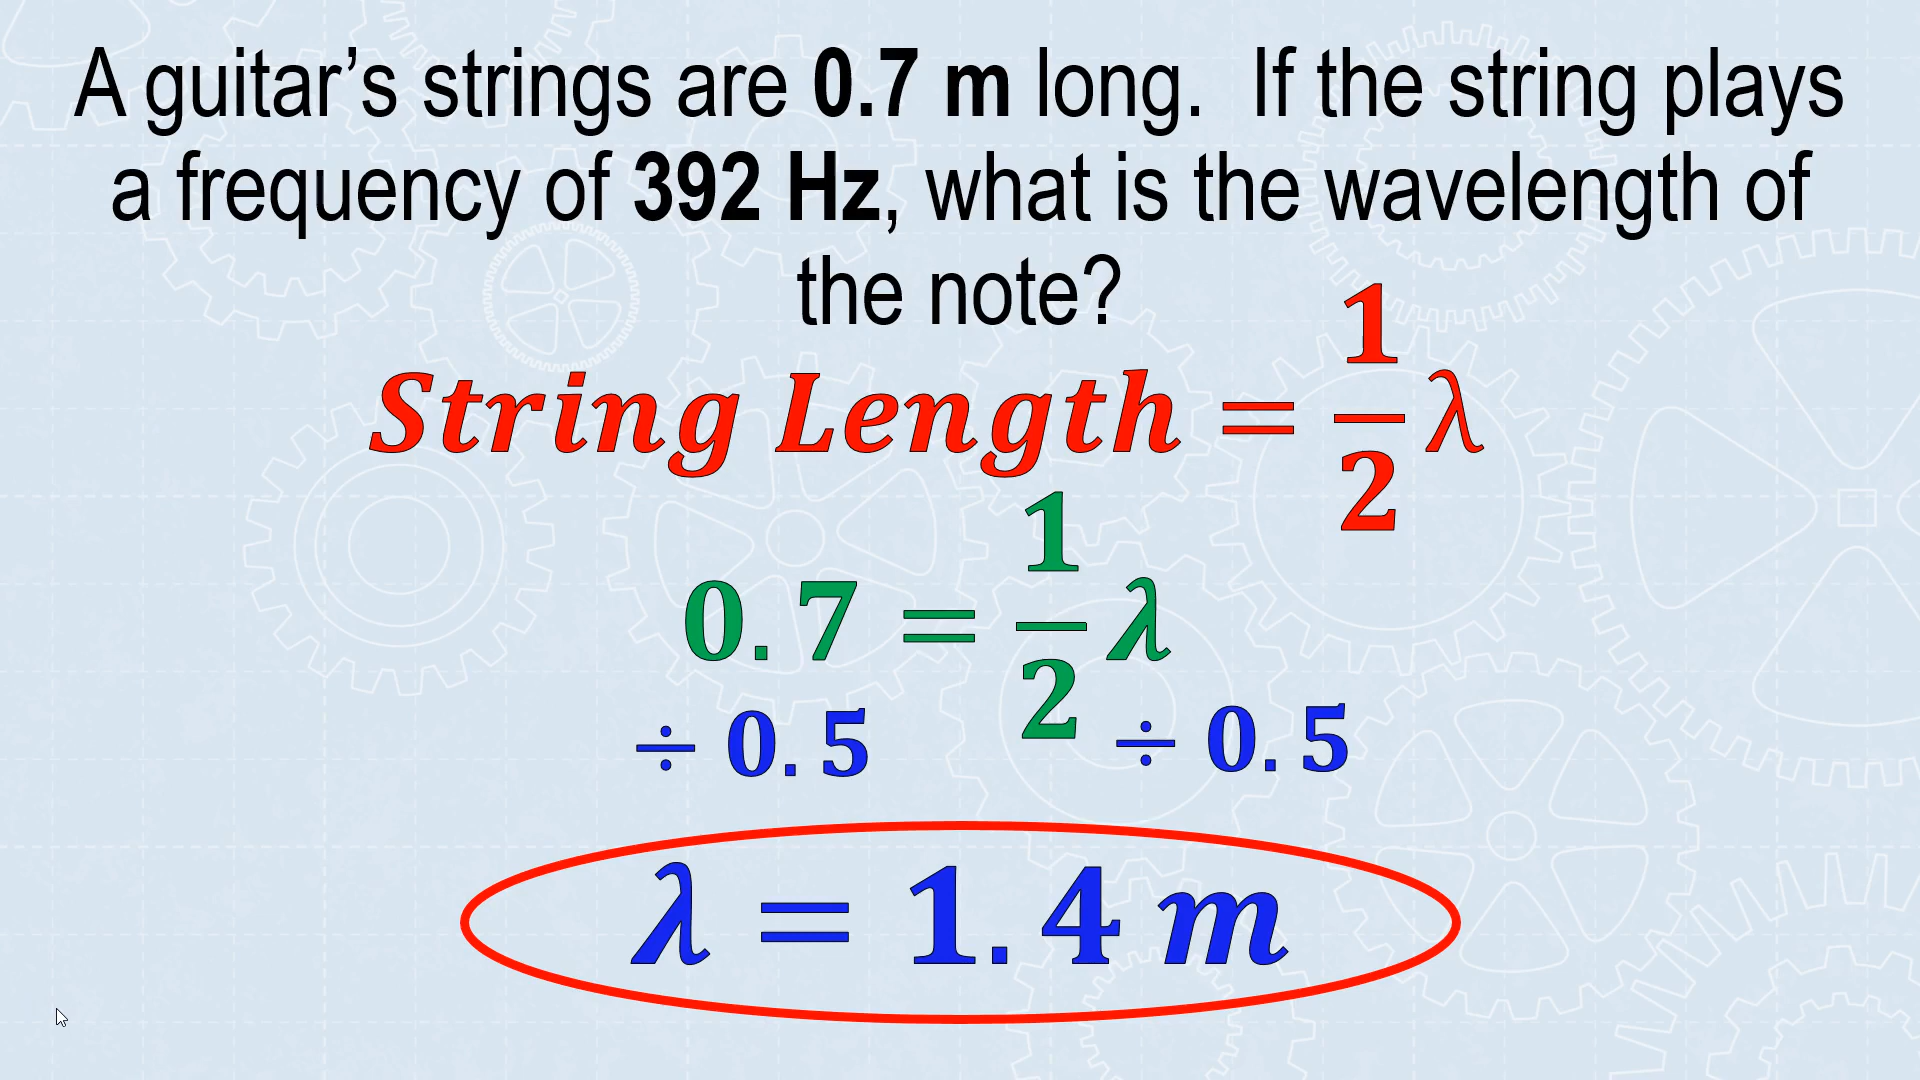 A guitar’s strings are 0.7 m long.  If the string plays
a frequency of 392 Hz, what is the wavelength of
the note?
String Length = 1/2 λ
0.7 = 1/2 λ
÷ 0.5 ÷ 0.5
λ = 1.4 m